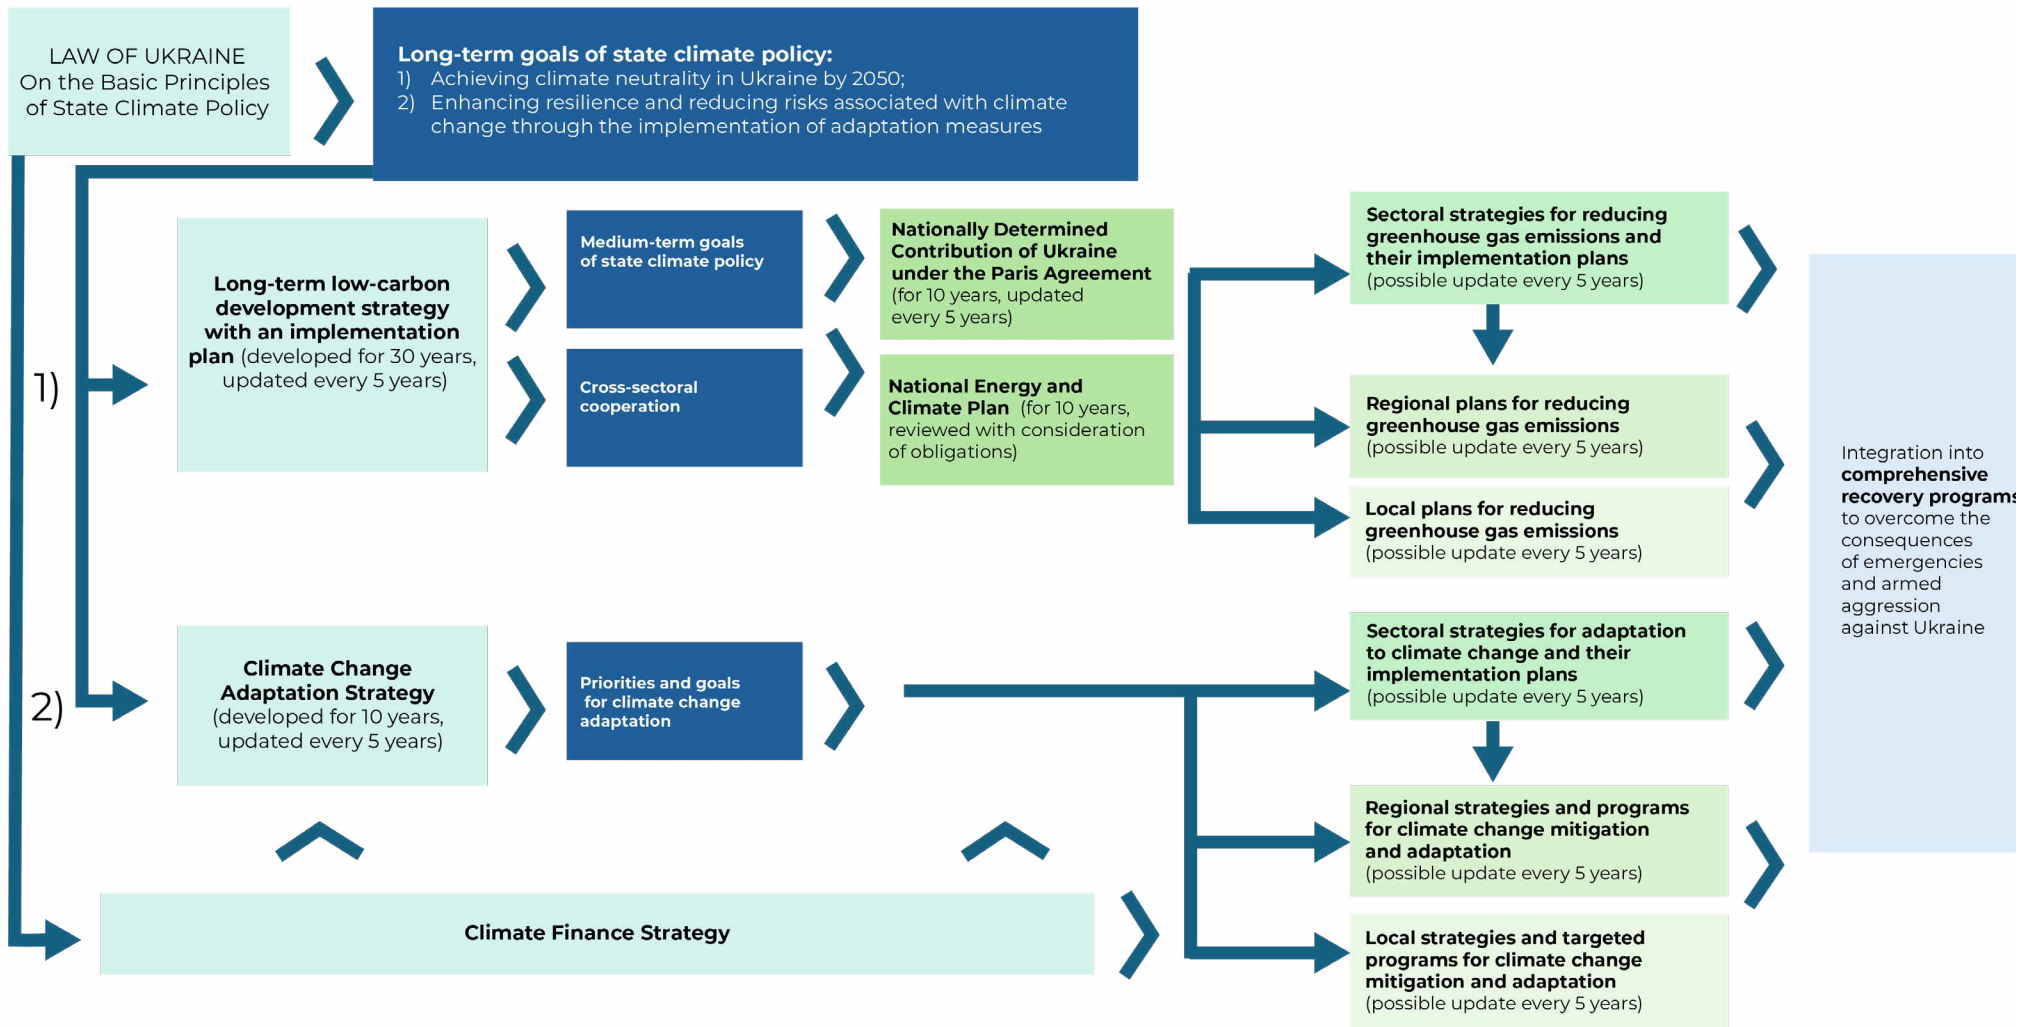 LAW OF UKRAINE
On the Basic Principles
of State Climate Policy
Long-term goals of state climate policy:
1) Achieving climate neutrality in Ukraine by 2050;
2) Enhancing resilience and reducing risks associated with climate
change through the implementation of adaptation measures
1)
Long-term low-carbon
development strategy
with an implementation
plan (developed for 30 years,
updated every 5 years)
Medium-term goals
of state climate policy
Cross-sectoral
cooperation
Nationally Determined
Contribution of Ukraine
under the Paris Agreement
(for 10 years, updated
every 5 years)
National Energy and
Climate Plan (for 10 years,
reviewed with consideration
of obligations)
Sectoral strategies for reducing
greenhouse gas emissions and
their implementation plans
(possible update every 5 years)
Regional plans for reducing
greenhouse gas emissions
(possible update every 5 years)
Local plans for reducing
greenhouse gas emissions
(possible update every 5 years)
2)
Climate Change
Adaptation Strategy
(developed for 10 years,
updated every 5 years)
Priorities and goals
for climate change
adaptation
Sectoral strategies for adaptation
to climate change and their
implementation plans
(possible update every 5 years)
Regional strategies and programs
for climate change mitigation
and adaptation
(possible update every 5 years)
Local strategies and targeted
programs for climate change
mitigation and adaptation
(possible update every 5 years)
Climate Finance Strategy
Integration into
comprehensive
recovery programs
to overcome the
consequences
of emergencies
and armed
aggression
against Ukraine